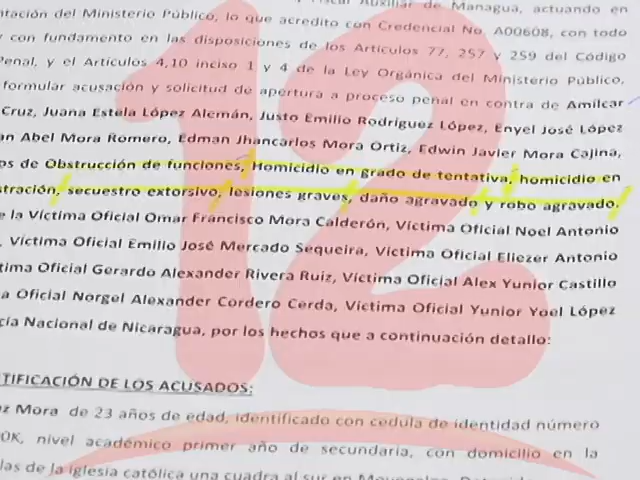 Fiscal Auxiliar de Managua, actuando en
ntación del Ministerio Público, lo que acredito con Credencial No. A00608, con todo
y con fundamento en las disposiciones de los Artículos 77, 257 y 259 del Código
Penal, y el Artículos 4,10 inciso 1 y 4 de la Ley Orgánica del Ministerio Público,
formular acusación y solicitud de apertura a proceso penal en contra de Amilcar
Cruz, Juana Estela López Alemán, Justo Emilio Rodríguez López, Enyel José López
an Abel Mora Romero, Edman Jhancarlos Mora Ortiz, Edwin Javier Mora Cajina,
os de Obstrucción de funciones, Homicidio en grado de tentativa, homicidio en
stración, secuestro extorsivo, lesiones graves, daño agravado y robo agravado,
e la Víctima Oficial Omar Francisco Mora Calderón, Víctima Oficial Noel Antonio
, Víctima Oficial Emilio José Mercado Sequeira, Víctima Oficial Eliezer Antonio
tima Oficial Gerardo Alexander Rivera Ruiz, Víctima Oficial Alex Yunior Castillo
a Oficial Norgel Alexander Cordero Cerda, Víctima Oficial Yunior Yoel López
cía Nacional de Nicaragua, por los hechos que a continuación detallo:
TIFICACIÓN DE LOS ACUSADOS:
ez Mora de 23 años de edad, identificado con cedula de identidad número
0K, nivel académico primer año de secundaria, con domicilio en la
las de la iglesia católica una cuadra al sur en
12